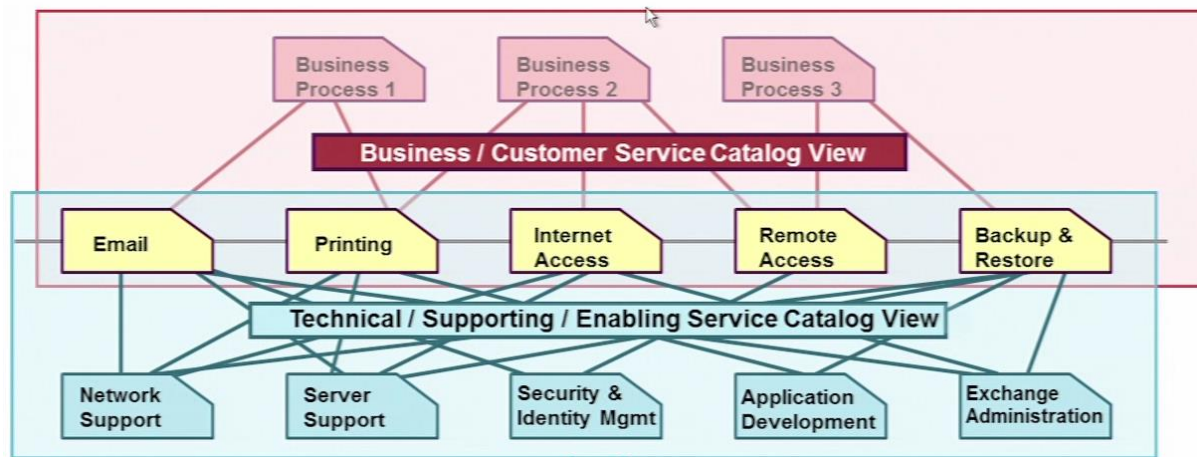 Business
Process 1
Business
Process 2
Business
Process 3
Business / Customer Service Catalog View
Email
Printing
Internet
Access
Remote
Access
Backup &
Restore
Technical / Supporting / Enabling Service Catalog View
Network
Support
Server
Support
Security &
Identity Mgmt
Application
Development
Exchange
Administration